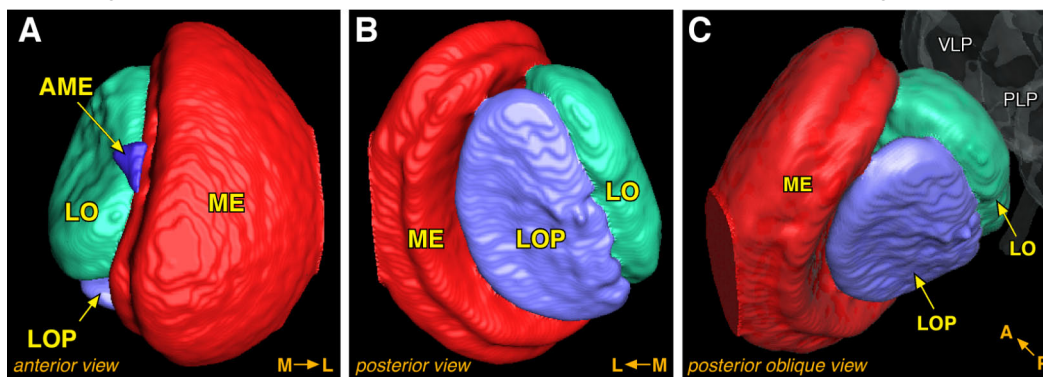 A
AME
LO
ME
LOP
anterior view
M→L
B
ME
LOP
LO
posterior view
L←M
C
VLP
PLP
ME
LO
LOP
A
posterior oblique view